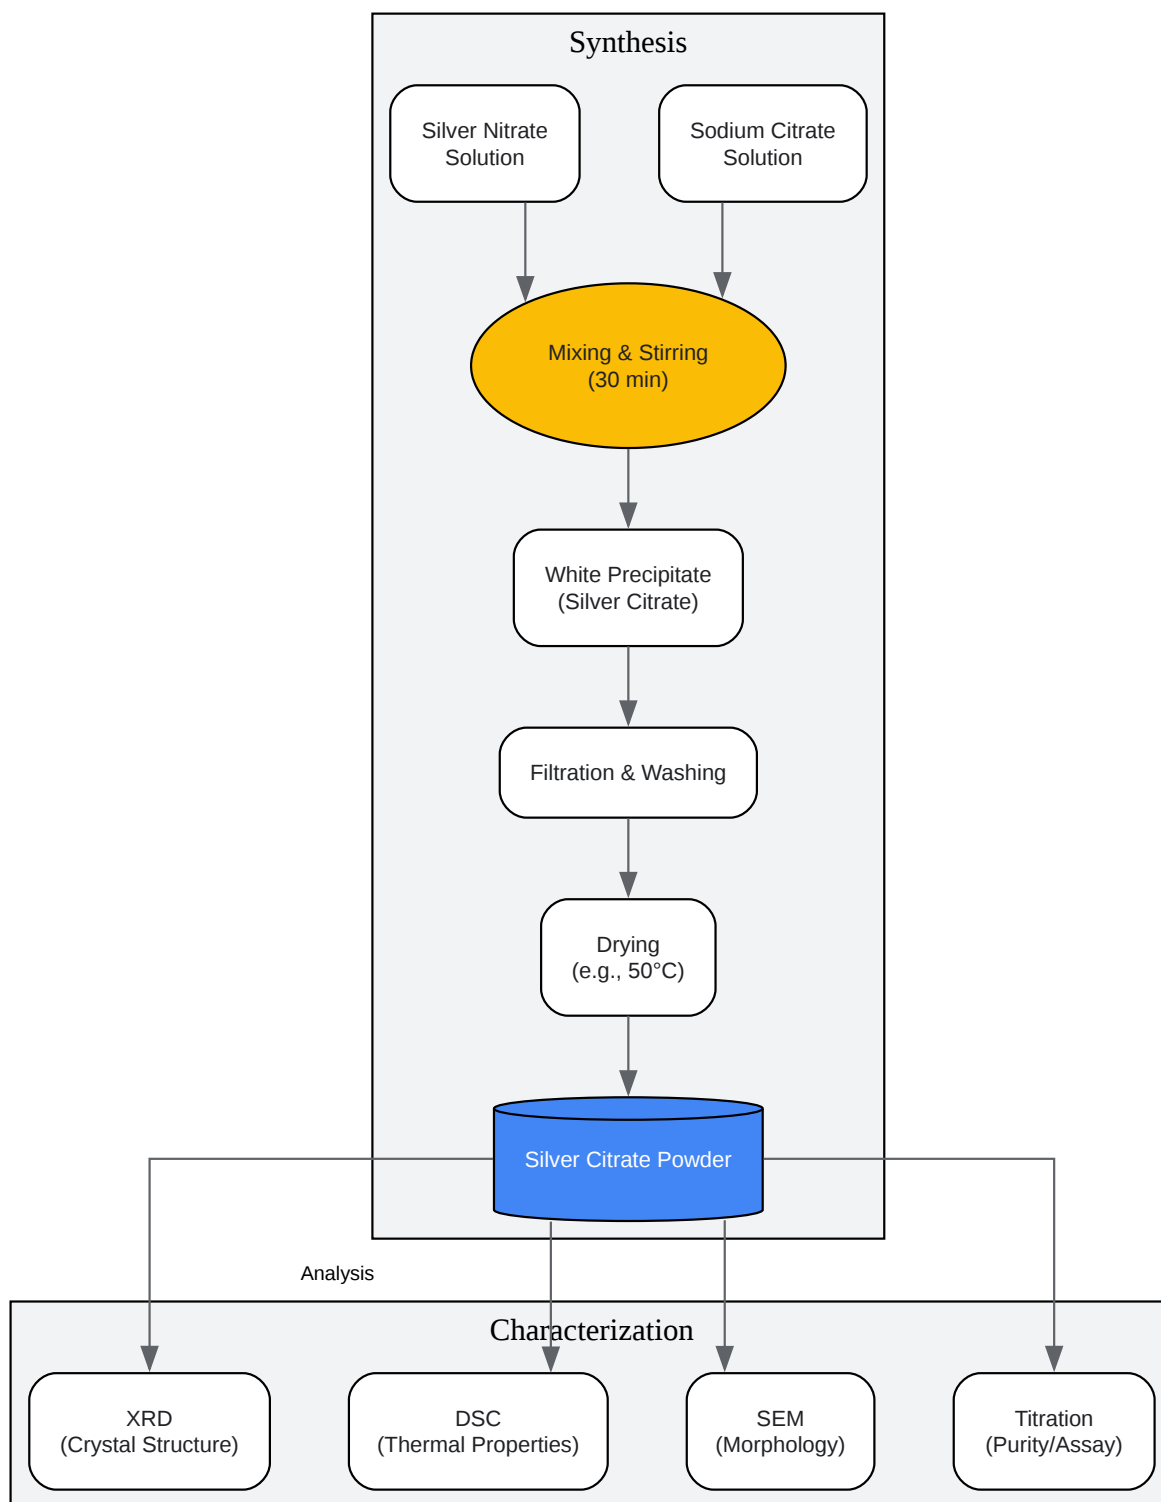 Synthesis
Silver Nitrate
Solution
Sodium Citrate
Solution
Mixing & Stirring
(30 min)
White Precipitate
(Silver Citrate)
Filtration & Washing
Drying
(e.g., 50°C)
Silver Citrate Powder
Analysis
Characterization
XRD
(Crystal Structure)
DSC
(Thermal Properties)
SEM
(Morphology)
Titration
(Purity/Assay)